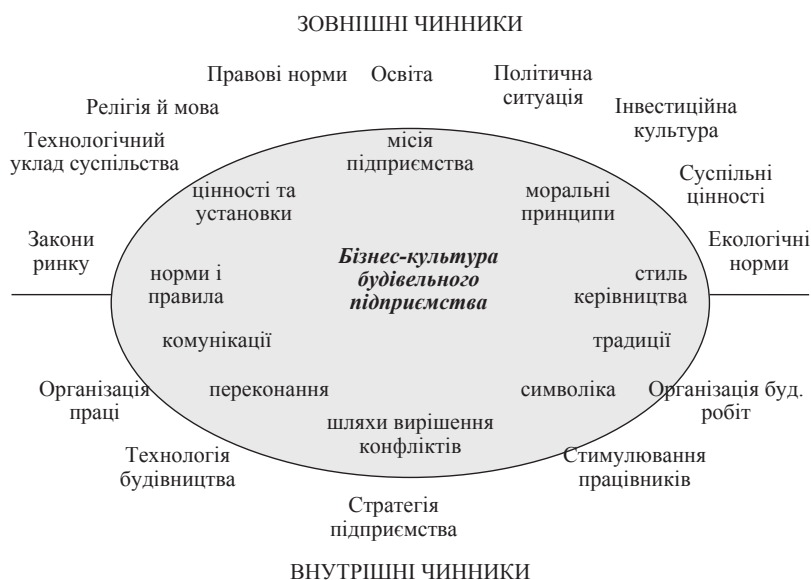 ЗОВНІШНІ ЧИННИКИ
Правові норми
Освіта
Політична
ситуація
Релігія й мова
Інвестиційна
культура
Технологічний
уклад суспільства
місія
підприємства
цінності та
установки
моральні
принципи
Суспільні
цінності
Закони
ринку
Екологічні
норми
норми і
правила
Бізнес-культура
будівельного
підприємства
стиль
керівництва
комунікації
традиції
Організація
праці
переконання
символіка
Організація буд.
робіт
шляхи вирішення
конфліктів
Технологія
будівництва
Стимулювання
працівників
Стратегія
підприємства
ВНУТРІШНІ ЧИННИКИ